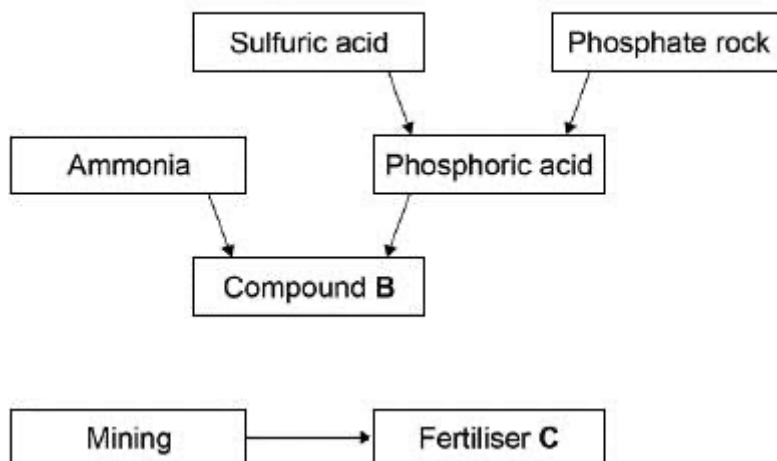 Sulfuric acid
Phosphate rock
Ammonia
Phosphoric acid
Compound B
Mining
Fertiliser C